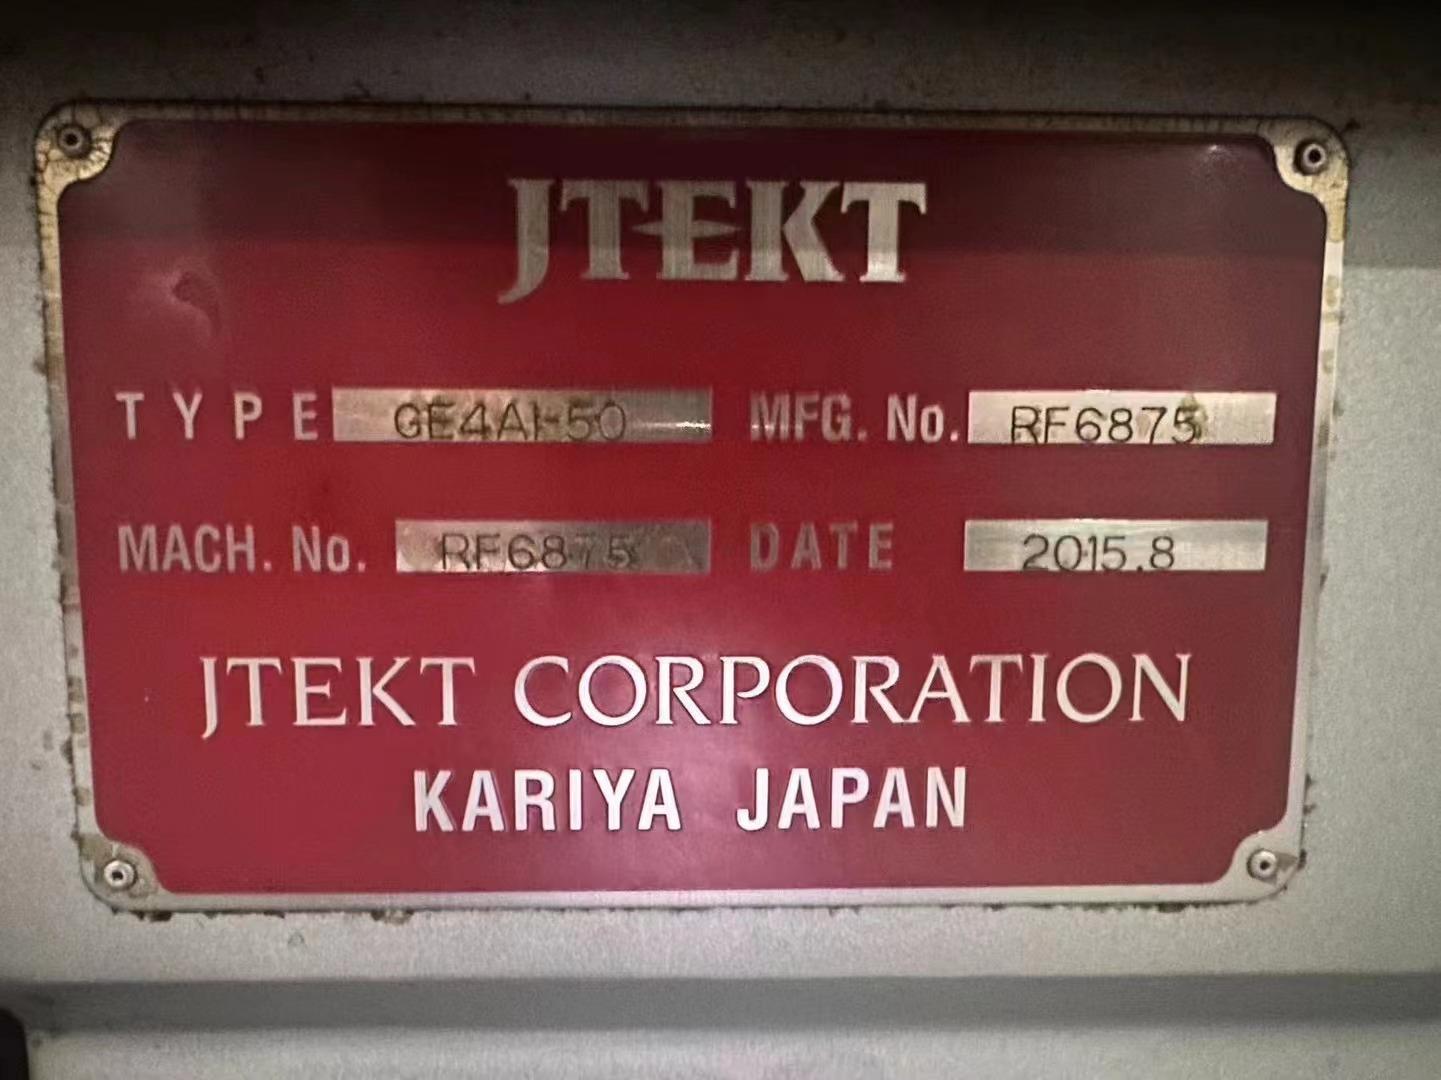 JTEKT
TYPE GE4AI-50 MFG. No. RF6875
MACH. No. RF6875 DATE 2015.8
JTEKT CORPORATION
KARIYA JAPAN